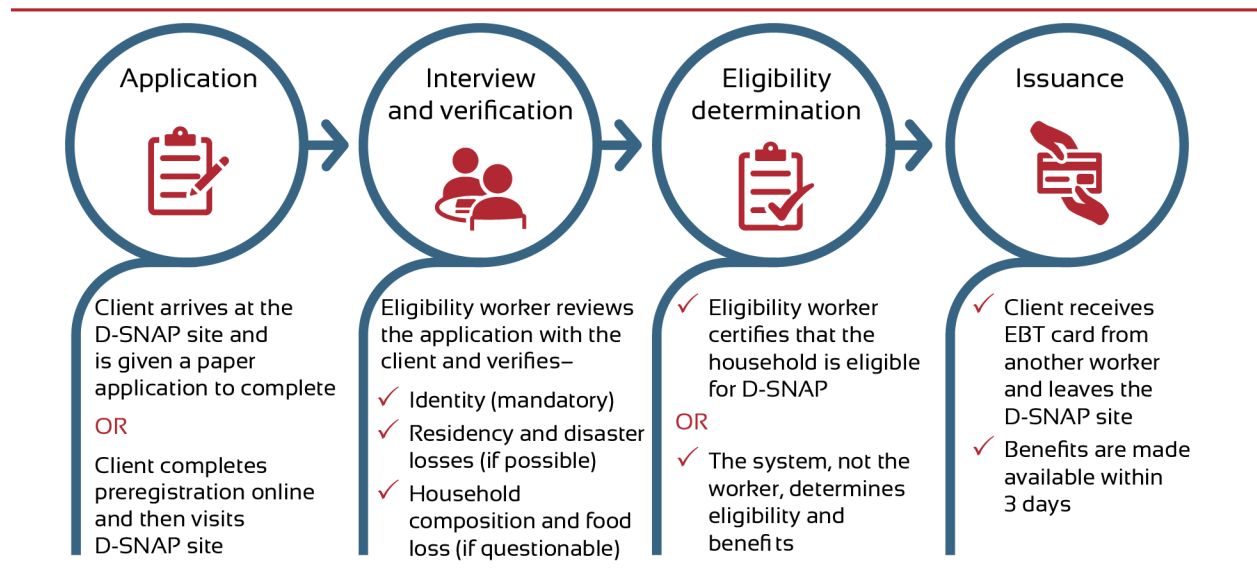 Application
Client arrives at the
D-SNAP site and
is given a paper
application to complete
OR
Client completes
preregistration online
and then visits
D-SNAP site
Interview
and verification
Eligibility worker reviews
the application with the
client and verifies–
✓ Identity (mandatory)
✓ Residency and disaster
losses (if possible)
✓ Household
composition and food
loss (if questionable)
Eligibility
determination
✓ Eligibility worker
certifies that the
household is eligible
for D-SNAP
OR
✓ The system, not the
worker, determines
eligibility and
benefits
Issuance
✓ Client receives
EBT card from
another worker
and leaves the
D-SNAP site
✓ Benefits are made
available within
3 days